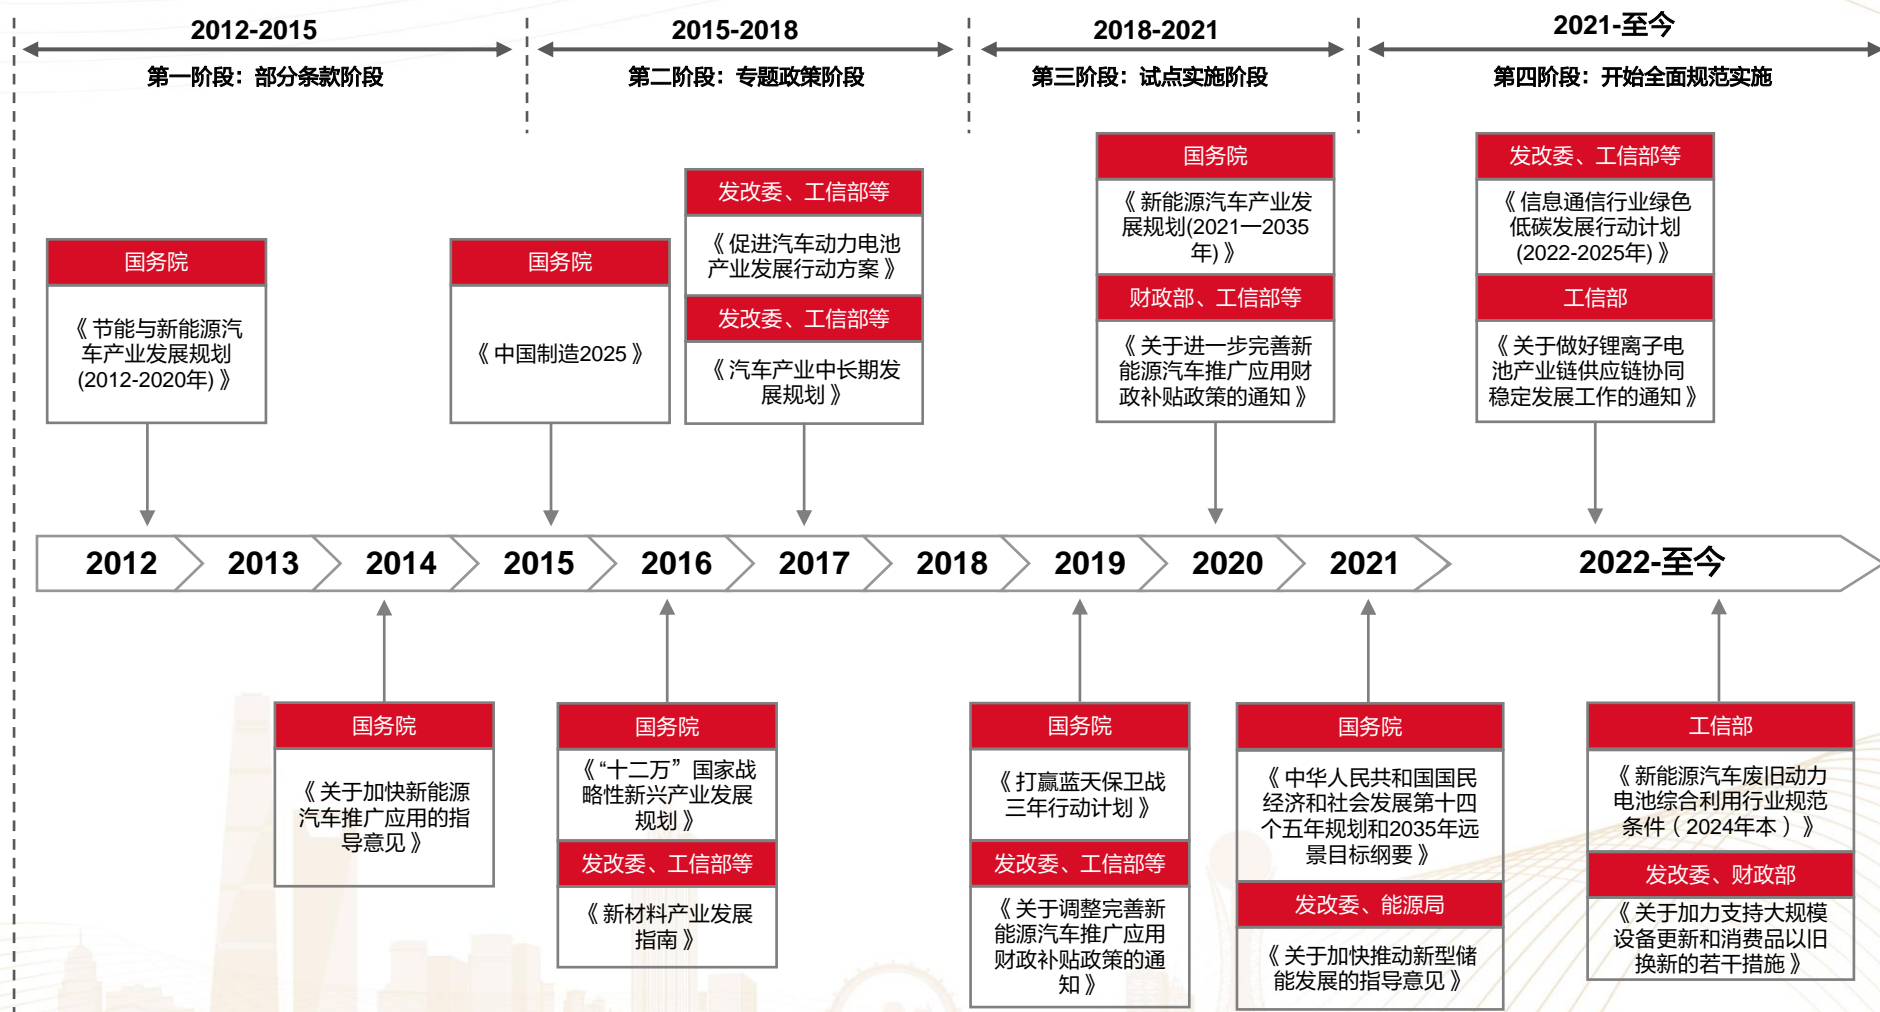 2012-2015
第一阶段：部分条款阶段
2015-2018
第二阶段：专题政策阶段
2018-2021
第三阶段：试点实施阶段
2021-至今
第四阶段：开始全面规范实施
国务院
《节能与新能源汽
车产业发展规划
(2012-2020年)》
国务院
《中国制造2025》
发改委、工信部等
《促进汽车动力电池
产业发展行动方案》
发改委、工信部等
《汽车产业中长期发
展规划》
国务院
《新能源汽车产业发
展规划(2021—2035
年)》
财政部、工信部等
《关于进一步完善新
能源汽车推广应用财
政补贴政策的通知》
发改委、工信部等
《信息通信行业绿色
低碳发展行动计划
(2022-2025年)》
工信部
《关于做好锂离子电
池产业链供应链协同
稳定发展工作的通知》
2012
2013
2014
2015
2016
2017
2018
2019
2020
2021
2022-至今
国务院
《关于加快新能源
汽车推广应用的指
导意见》
国务院
《“十二万”国家战
略性新兴产业发展
规划》
发改委、工信部等
《新材料产业发展
指南》
国务院
《打赢蓝天保卫战
三年行动计划》
发改委、工信部等
《关于调整完善新
能源汽车推广应用
财政补贴政策的通
知》
国务院
《中华人民共和国国民
经济和社会发展第十四
个五年规划和2035年远
景目标纲要》
发改委、能源局
《关于加快推动新型储
能发展的指导意见》
工信部
《新能源汽车废旧动力
电池综合利用行业规范
条件（2024年本）》
发改委、财政部
《关于加力支持大规模
设备更新和消费品以旧
换新的若干措施》